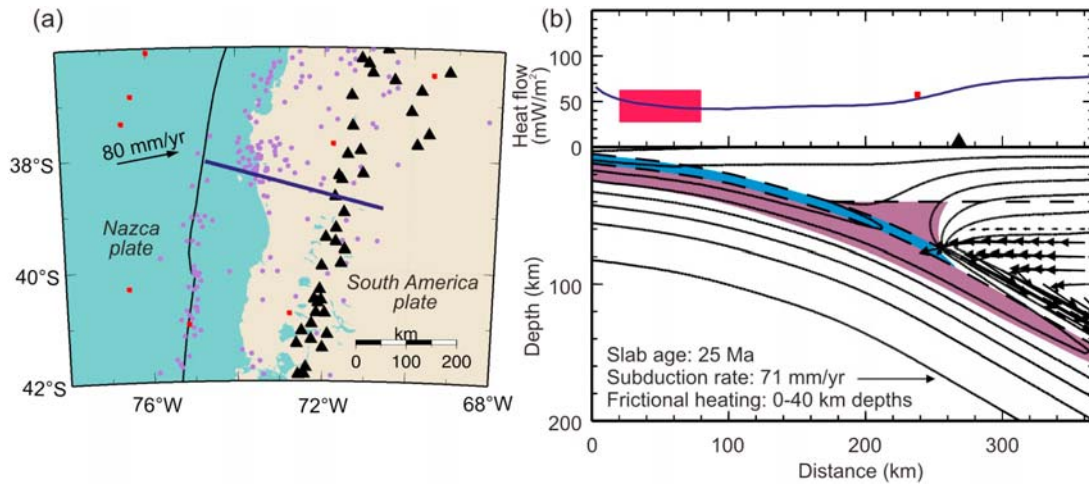 (a)
80 mm/yr
Nazca
plate
South America
plate
km
0 100 200
38°S
40°S
42°S
76°W 72°W 68°W
(b)
Heat flow
(mW/m²)
100
50
0
Depth (km)
100
200
Slab age: 25 Ma
Subduction rate: 71 mm/yr
Frictional heating: 0-40 km depths
0 100 200 300
Distance (km)